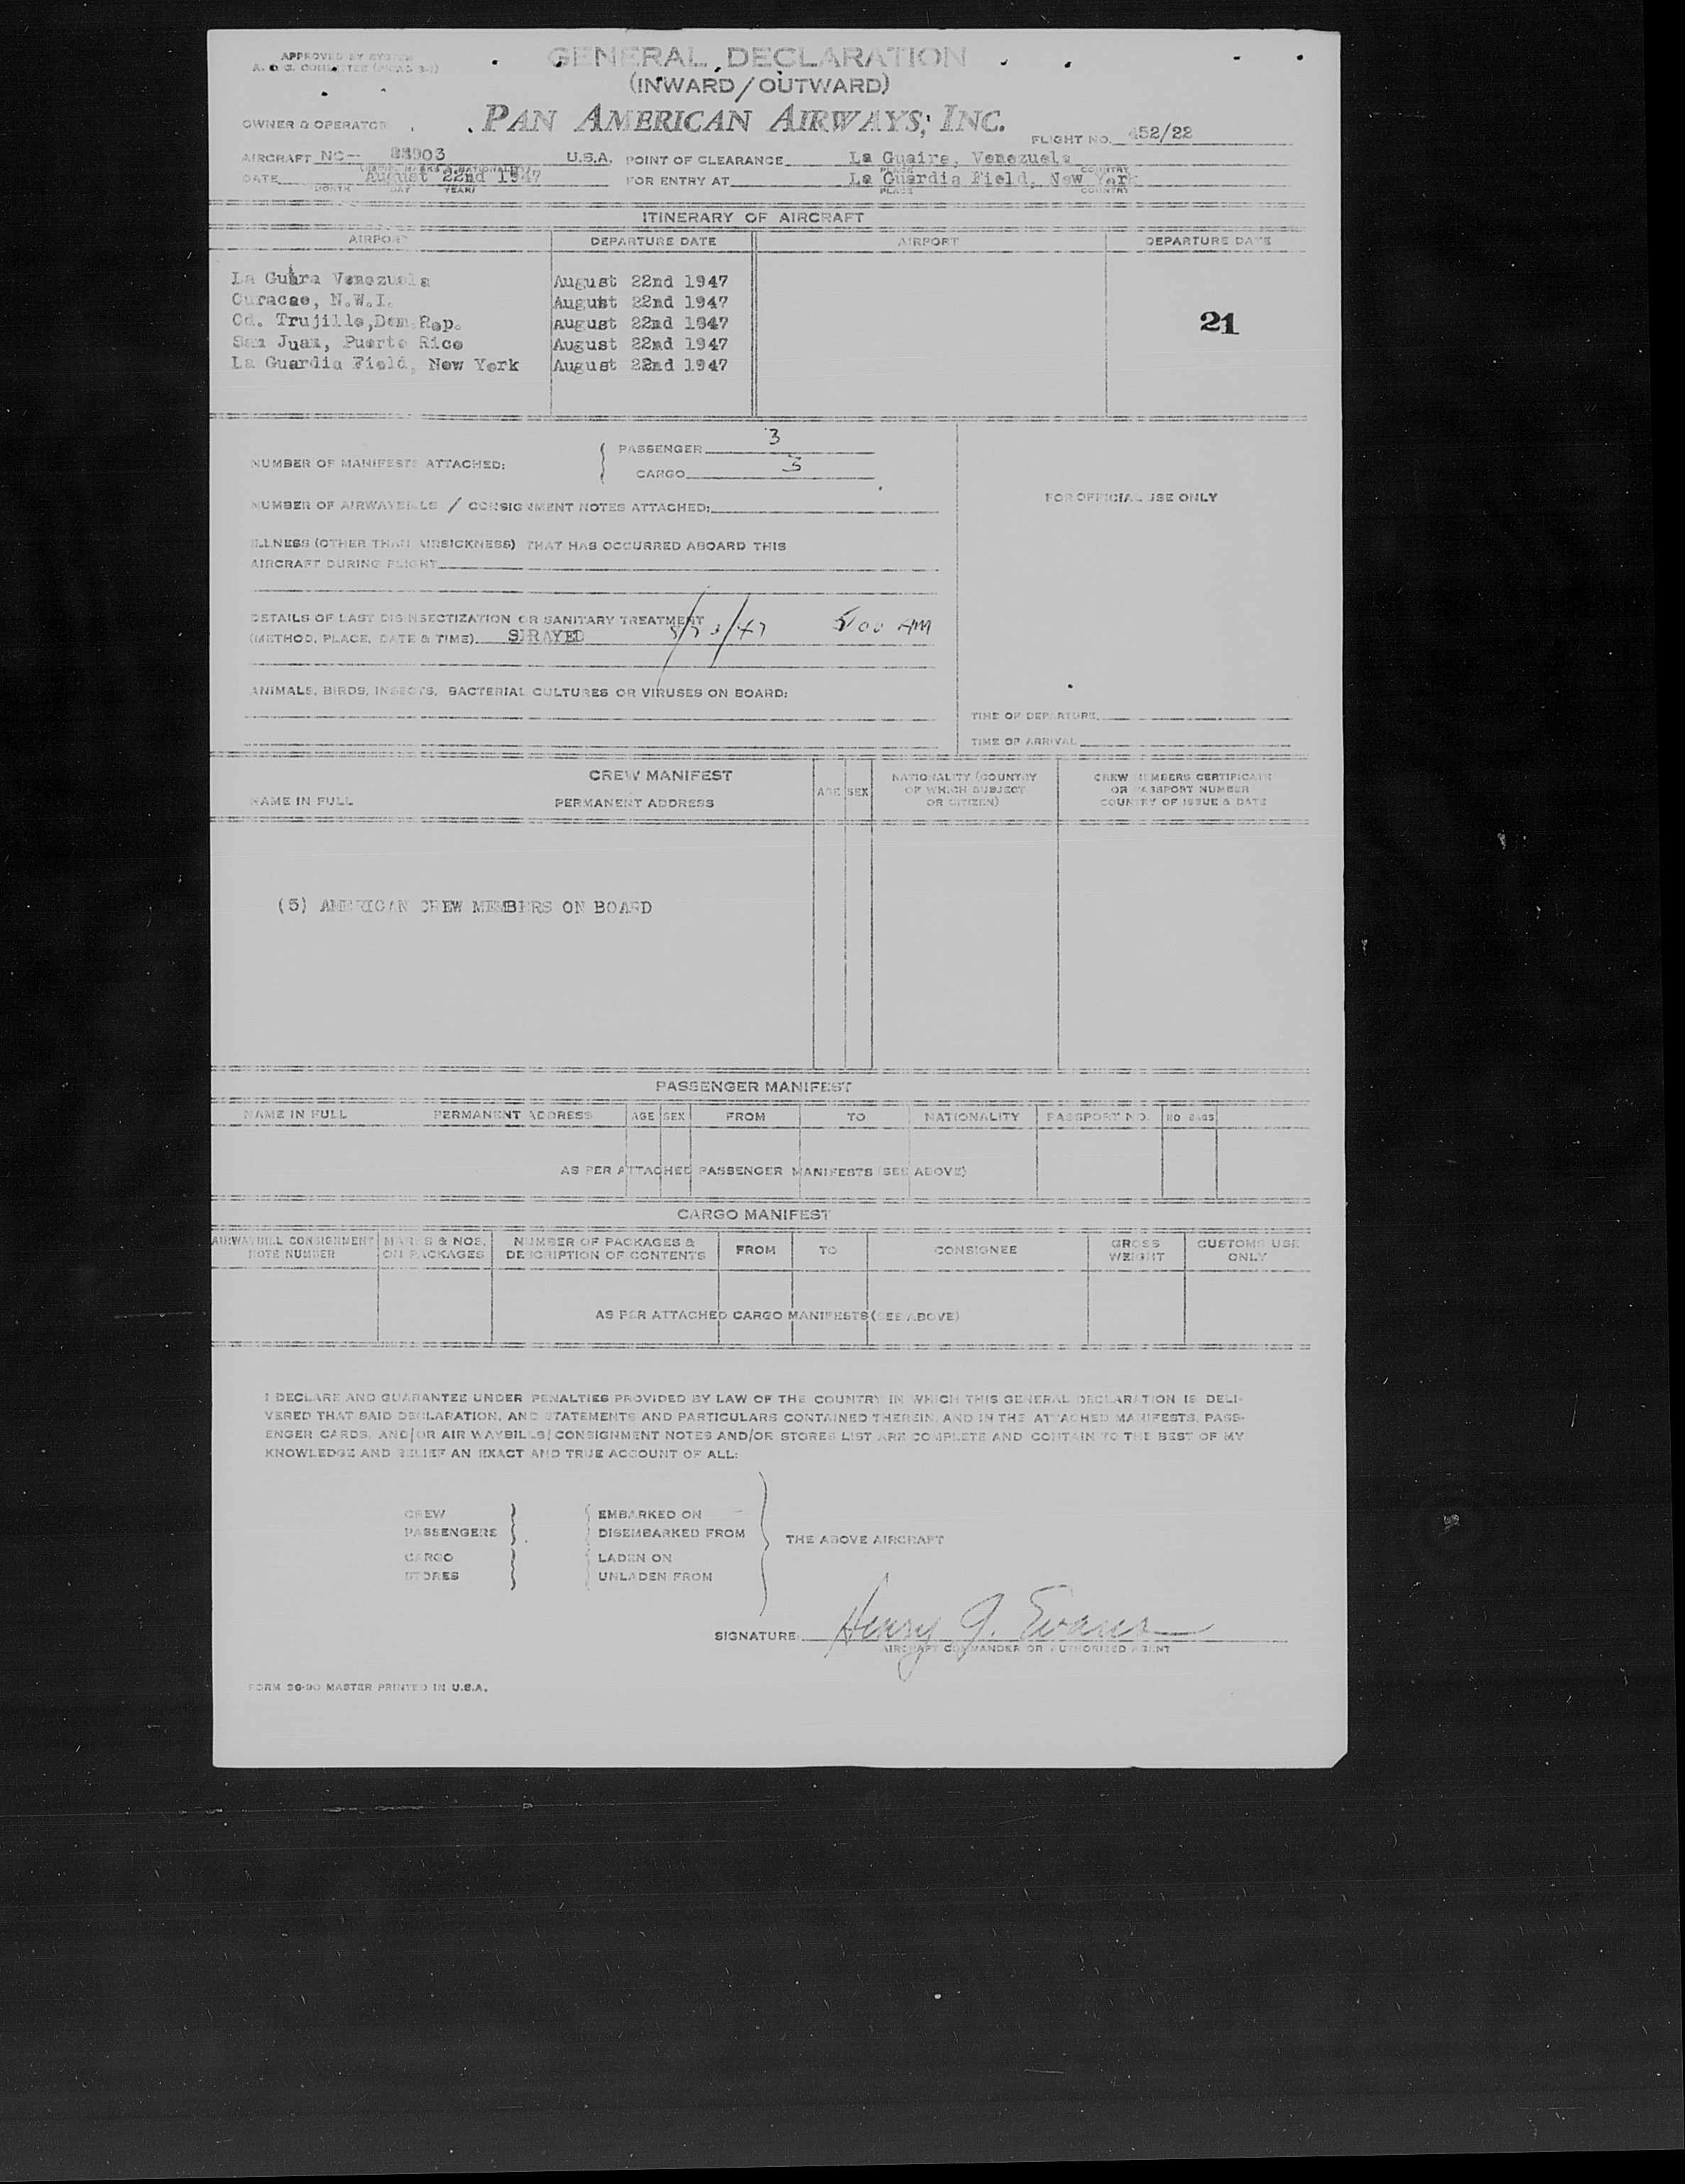 APPROVED BY
GENERAL DECLARATION
(INWARD/OUTWARD)
OWNER & OPERATOR
PAN AMERICAN AIRWAYS, INC.
FLIGHT NO. 452/22
AIRCRAFT NC-- 88903 U.S.A. POINT OF CLEARANCE La Guaira, Venezuela
PLACE COUNTRY
DATE August 22nd 1947 FOR ENTRY AT La Guardia Field, New York
MONTH DAY YEAR PLACE COUNTRY
ITINERARY OF AIRCRAFT
AIRPORT DEPARTURE DATE AIRPORT DEPARTURE DATE
La Guara Venezuela August 22nd 1947
Curacao, N.W.I. August 22nd 1947
Cd. Trujillo,Dom.Rep. August 22nd 1947 21
San Juan, Puerto Rico August 22nd 1947
La Guardia Field, New York August 22nd 1947
PASSENGER 3
NUMBER OF MANIFESTS ATTACHED:
CARGO 3
FOR OFFICIAL USE ONLY
NUMBER OF AIRWAYBILLS / CONSIGNMENT NOTES ATTACHED:
ILLNESS (OTHER THAN AIRSICKNESS) THAT HAS OCCURRED ABOARD THIS
AIRCRAFT DURING FLIGHT
DETAILS OF LAST DISINSECTIZATION OR SANITARY TREATMENT
(METHOD, PLACE, DATE & TIME). SPRAYED /47 500 AM
ANIMALS, BIRDS, INSECTS, BACTERIAL CULTURES OR VIRUSES ON BOARD:
TIME OF DEPARTURE
TIME OF ARRIVAL
CREW MANIFEST
NAME IN FULL PERMANENT ADDRESS AGE SEX NATIONALITY (COUNTRY OF WHICH SUBJECT OR CITIZEN) CREW MEMBERS CERTIFICATE OR PASSPORT NUMBER COUNTRY OF ISSUE & DATE
(5) AMERICAN CREW MEMBERS ON BOARD
PASSENGER MANIFEST
NAME IN FULL PERMANENT ADDRESS AGE SEX FROM TO NATIONALITY PASSPORT NO. NO BAGS
AS PER ATTACHED PASSENGER MANIFESTS (SEE ABOVE)
CARGO MANIFEST
AIRWAYBILL CONSIGNMENT NOTE NUMBER MARKS & NOS. ON PACKAGES NUMBER OF PACKAGES & DESCRIPTION OF CONTENTS FROM TO CONSIGNEE GROSS WEIGHT CUSTOMS USE ONLY
AS PER ATTACHED CARGO MANIFESTS (SEE ABOVE)
I DECLARE AND GUARANTEE UNDER PENALTIES PROVIDED BY LAW OF THE COUNTRY IN WHICH THIS GENERAL DECLARATION IS DELI-
VERED THAT SAID DECLARATION, AND STATEMENTS AND PARTICULARS CONTAINED THEREIN, AND IN THE ATTACHED MANIFESTS, PASS-
ENGER CARDS, AND/OR AIR WAYBILLS/CONSIGNMENT NOTES AND/OR STORES LIST ARE COMPLETE AND CONTAIN TO THE BEST OF MY
KNOWLEDGE AND BELIEF AN EXACT AND TRUE ACCOUNT OF ALL:
CREW EMBARKED ON
PASSENGERS DISEMBARKED FROM
THE ABOVE AIRCRAFT
CARGO LADEN ON
STORES UNLADEN FROM
SIGNATURE: Henry J. Evans
AIRCRAFT COMMANDER OR AUTHORIZED AGENT
FORM 36-90 MASTER PRINTED IN U.S.A.